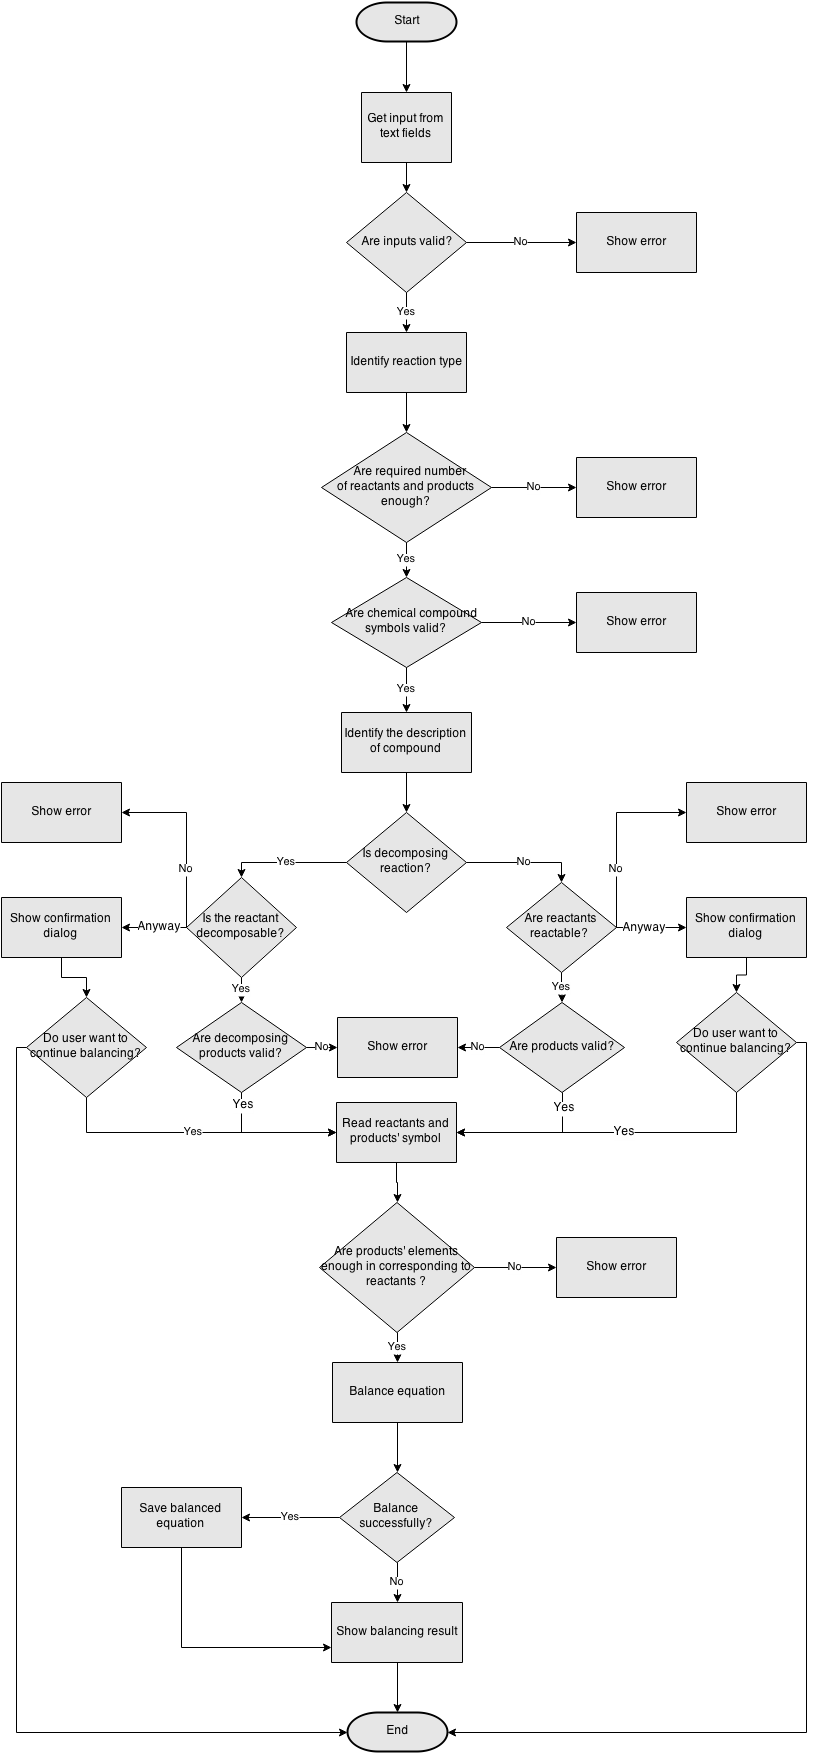 Start
Get input from
text fields
Are inputs valid?
No
Show error
Yes
Identify reaction type
Are required number
of reactants and products
enough?
No
Show error
Yes
Are chemical compound
symbols valid?
No
Show error
Yes
Identify the description
of compound
Show error
Show error
Is decomposing
reaction?
Yes
No
No
No
Show confirmation
dialog
Anyway
Is the reactant
decomposable?
Are reactants
reactable?
Anyway
Show confirmation
dialog
Yes
Yes
Do user want to
continue balancing?
Are decomposing
products valid?
No
Show error
No
Are products valid?
Do user want to
continue balancing?
Yes
Yes
Yes
Read reactants and
products' symbol
Yes
Are products' elements
enough in corresponding to
reactants ?
No
Show error
Yes
Balance equation
Save balanced
equation
Yes
Balance
successfully?
No
Show balancing result
End